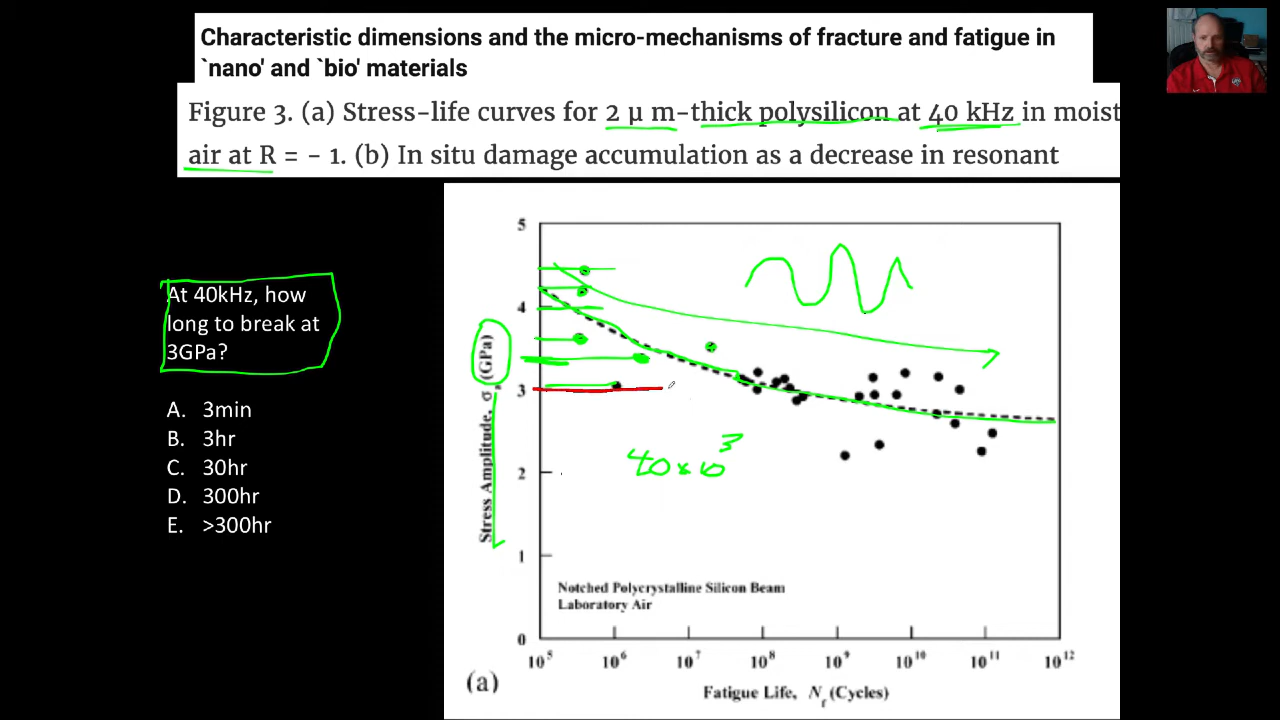 Characteristic dimensions and the micro-mechanisms of fracture and fatigue in
`nano' and `bio' materials
Figure 3. (a) Stress-life curves for 2 μ m-thick polysilicon at 40 kHz in moist
air at R = − 1. (b) In situ damage accumulation as a decrease in resonant
At 40kHz, how
long to break at
3GPa?
A. 3min
B. 3hr
C. 30hr
D. 300hr
E. >300hr
Stress Amplitude, σa (GPa)
5
4
3
2
1
0
40×10³
Notched Polycrystalline Silicon Beam
Laboratory Air
10⁵ 10⁶ 10⁷ 10⁸ 10⁹ 10¹⁰ 10¹¹ 10¹²
(a)
Fatigue Life, Nf (Cycles)